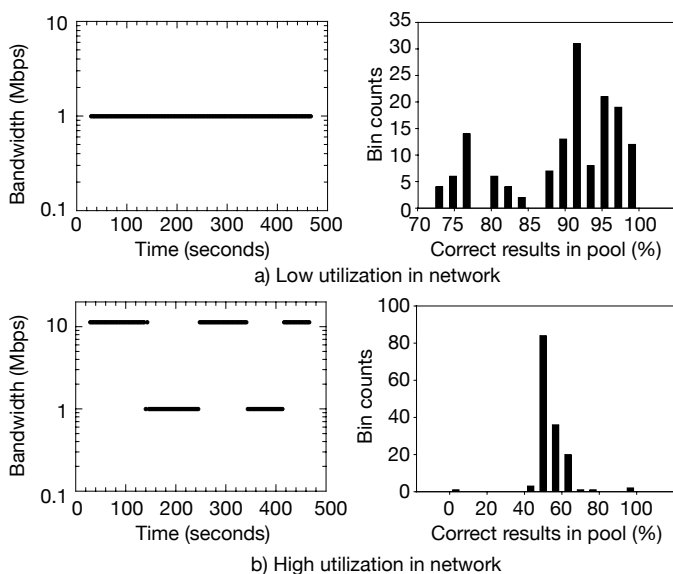 Bandwidth (Mbps)
10
1
0.1
0 100 200 300 400 500
Time (seconds)
Bin counts
35
30
25
20
15
10
5
0
70 75 80 85 90 95 100
Correct results in pool (%)
a) Low utilization in network
Bandwidth (Mbps)
10
1
0.1
0 100 200 300 400 500
Time (seconds)
Bin counts
100
80
60
40
20
0
0 20 40 60 80 100
Correct results in pool (%)
b) High utilization in network